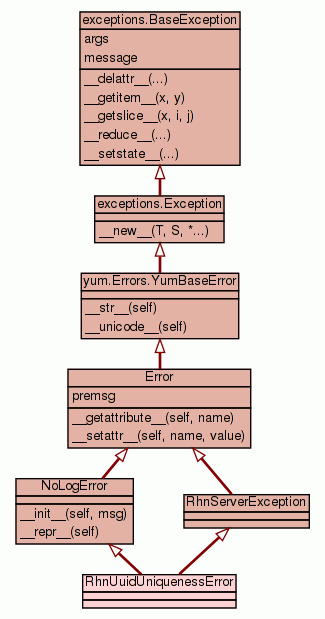 exceptions.BaseException
args
message
__delattr__(...)
__getitem__(x, y)
__getslice__(x, i, j)
__reduce__(...)
__setstate__(...)
exceptions.Exception
__new__(T, S, *...)
yum.Errors.YumBaseError
__str__(self)
__unicode__(self)
Error
premsg
__getattribute__(self, name)
__setattr__(self, name, value)
NoLogError
__init__(self, msg)
__repr__(self)
RhnServerException
RhnUuidUniquenessError